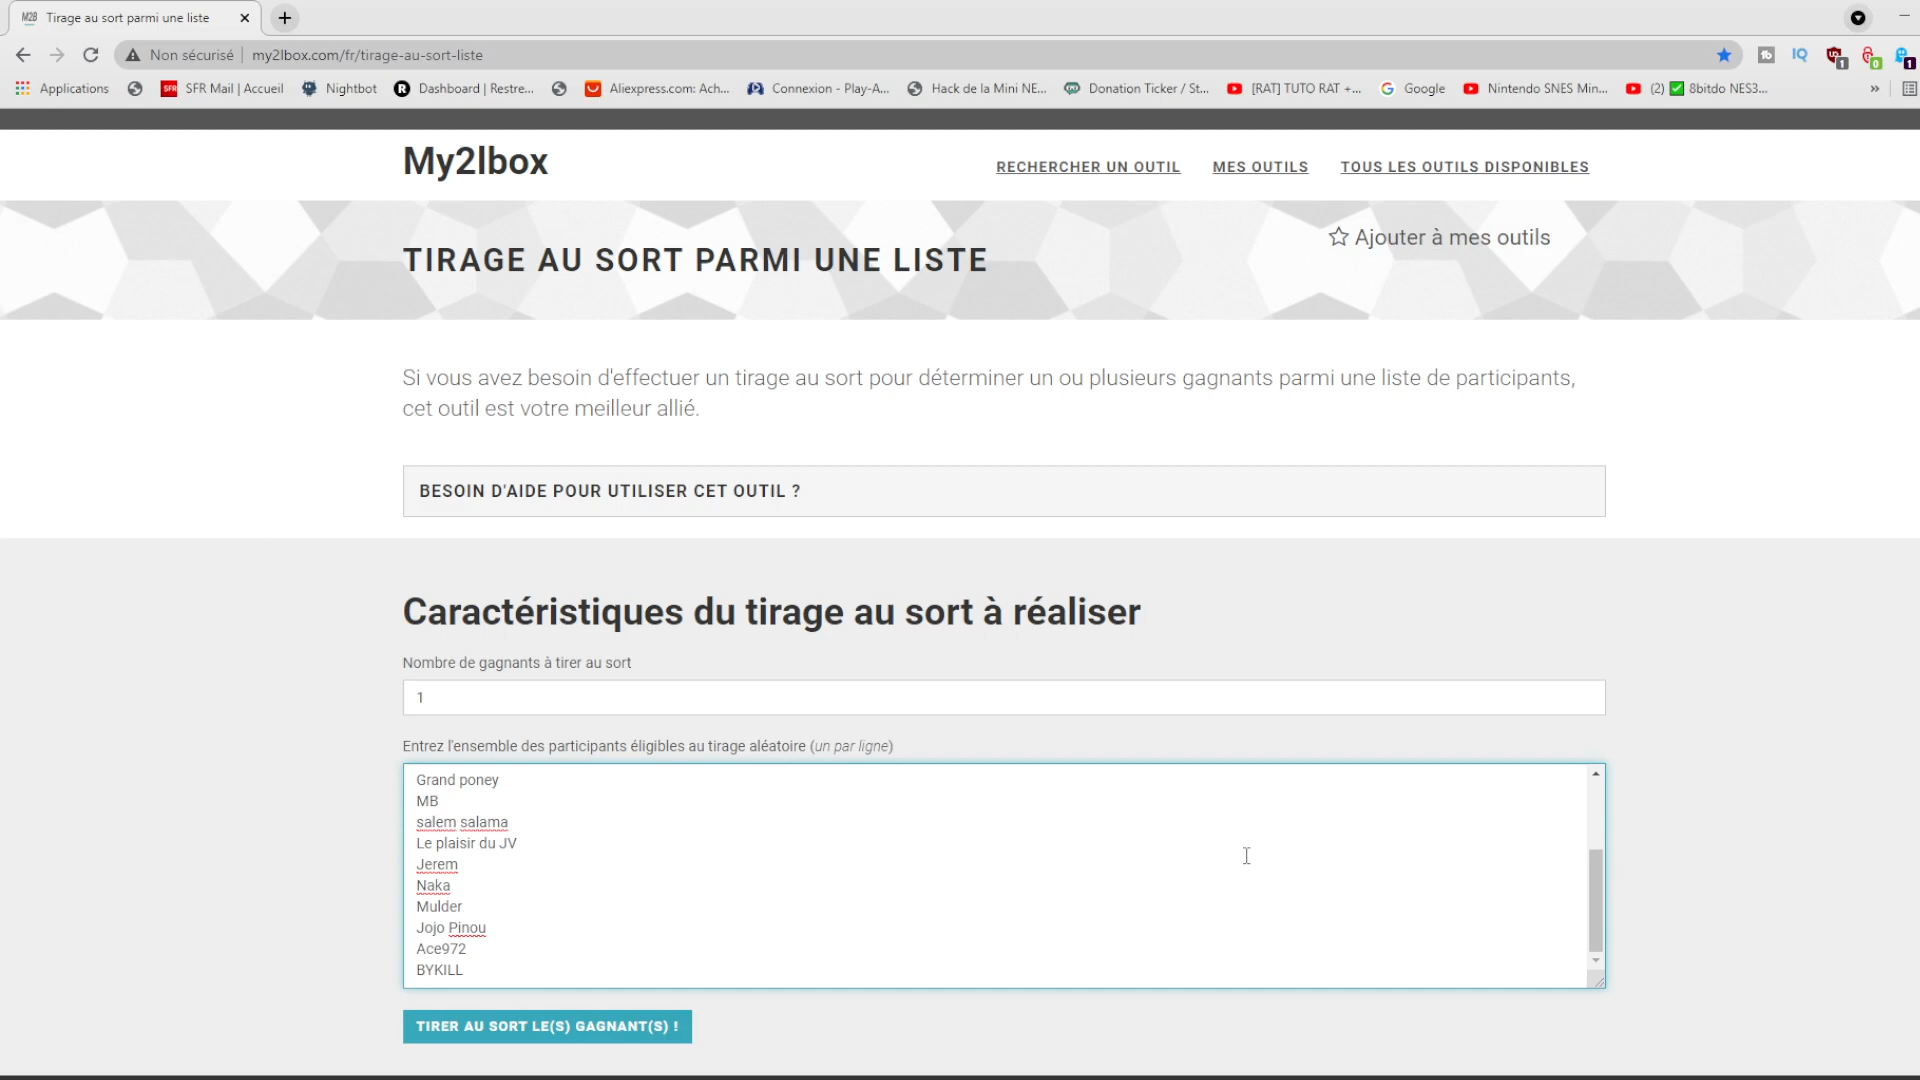 M2B Tirage au sort parmi une liste
Non sécurisé my2lbox.com/fr/tirage-au-sort-liste
IQ 1 0 1
Applications SFR SFR Mail | Accueil Nightbot Dashboard | Restre... Aliexpress.com: Ach... Connexion - Play-A... Hack de la Mini NE... Donation Ticker / St... [RAT] TUTO RAT +... Google Nintendo SNES Min... (2) ✅ 8bitdo NES3... »
My2lbox
RECHERCHER UN OUTIL MES OUTILS TOUS LES OUTILS DISPONIBLES
Ajouter à mes outils
TIRAGE AU SORT PARMI UNE LISTE
Si vous avez besoin d'effectuer un tirage au sort pour déterminer un ou plusieurs gagnants parmi une liste de participants,
cet outil est votre meilleur allié.
BESOIN D'AIDE POUR UTILISER CET OUTIL ?
Caractéristiques du tirage au sort à réaliser
Nombre de gagnants à tirer au sort
1
Entrez l'ensemble des participants éligibles au tirage aléatoire (un par ligne)
Grand poney
MB
salem salama
Le plaisir du JV
Jerem
Naka
Mulder
Jojo Pinou
Ace972
BYKILL
TIRER AU SORT LE(S) GAGNANT(S) !